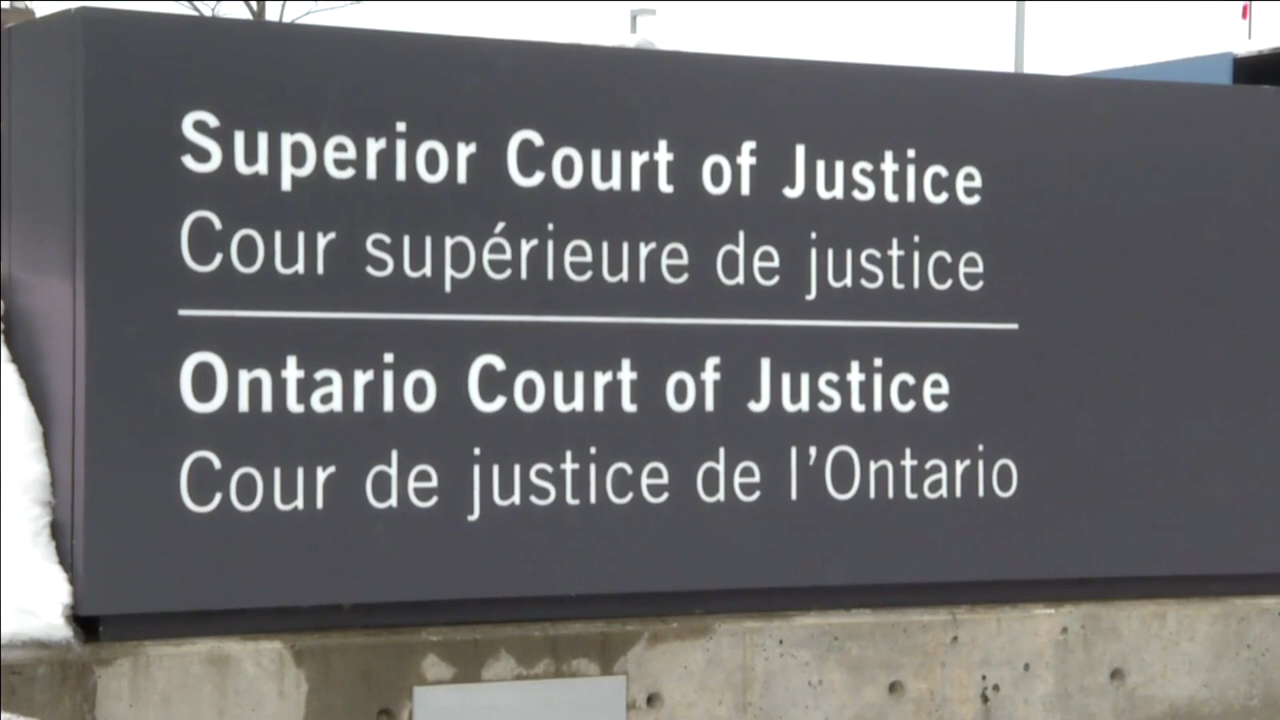 Superior Court of Justice
Cour supérieure de justice
Ontario Court of Justice
Cour de justice de l’Ontario